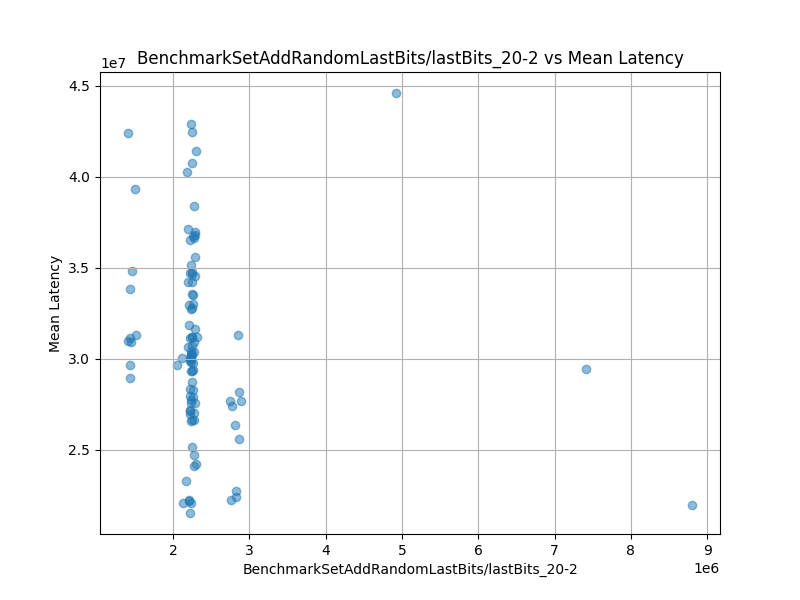 BenchmarkSetAddRandomLastBits/lastBits_20-2 vs Mean Latency
1e7
4.5
4.0
3.5
3.0
2.5
Mean Latency
2 3 4 5 6 7 8 9
BenchmarkSetAddRandomLastBits/lastBits_20-2
1e6